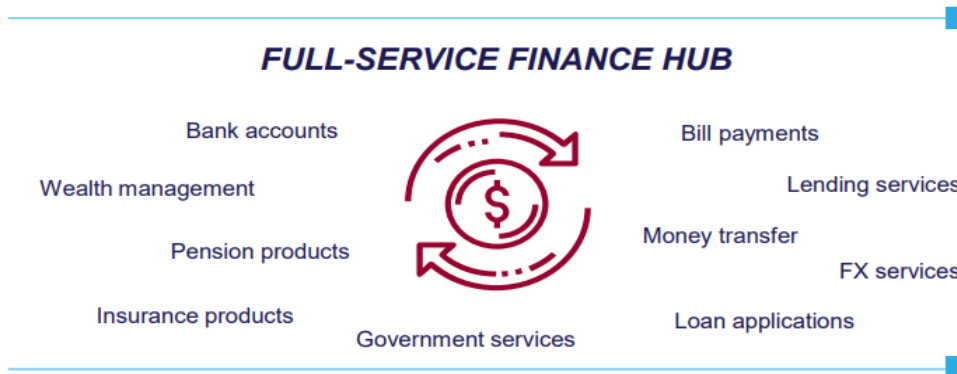 FULL-SERVICE FINANCE HUB
Bank accounts
Bill payments
Wealth management
Lending services
$
Money transfer
Pension products
FX services
Insurance products
Loan applications
Government services